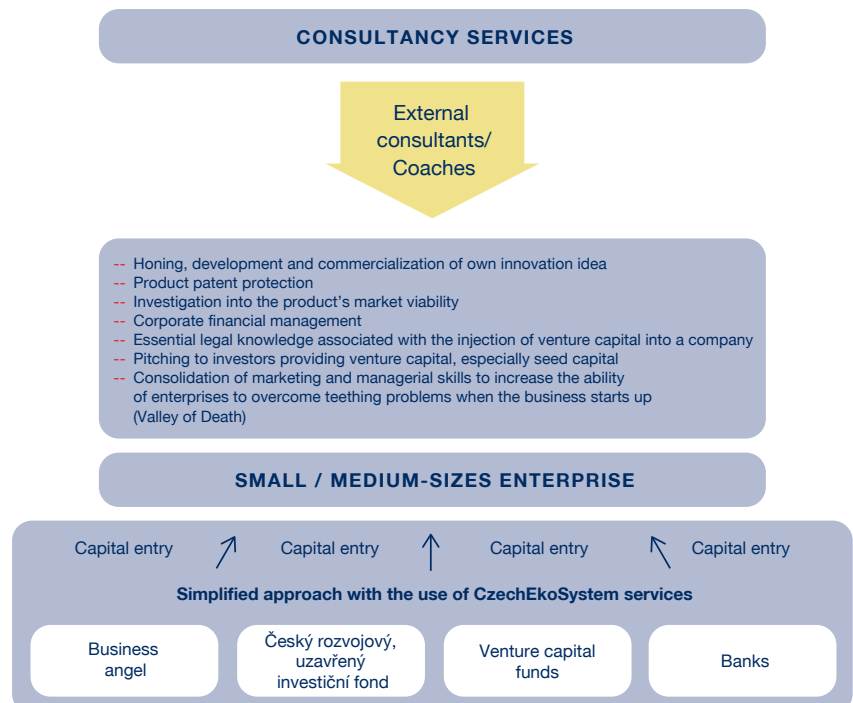 CONSULTANCY SERVICES
External
consultants/
Coaches
-- Honing, development and commercialization of own innovation idea
-- Product patent protection
-- Investigation into the product's market viability
-- Corporate financial management
-- Essential legal knowledge associated with the injection of venture capital into a company
-- Pitching to investors providing venture capital, especially seed capital
-- Consolidation of marketing and managerial skills to increase the ability
of enterprises to overcome teething problems when the business starts up
(Valley of Death)
SMALL / MEDIUM-SIZES ENTERPRISE
Capital entry Capital entry Capital entry Capital entry
Simplified approach with the use of CzechEkoSystem services
Business
angel
Český rozvojový,
uzavřený
investiční fond
Venture capital
funds
Banks